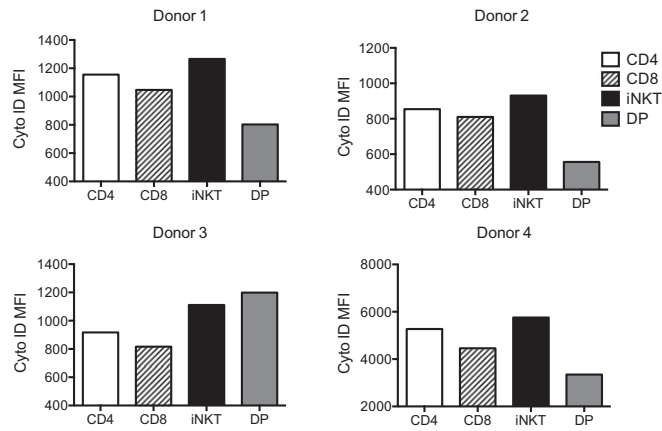 Donor 1
Cyto ID MFI
1400
1200
1000
800
600
400
CD4 CD8 iNKT DP
Donor 2
Cyto ID MFI
1200
1000
800
600
400
CD4 CD8 iNKT DP
CD4
CD8
iNKT
DP
Donor 3
Cyto ID MFI
1400
1200
1000
800
600
400
CD4 CD8 iNKT DP
Donor 4
Cyto ID MFI
8000
6000
4000
2000
CD4 CD8 iNKT DP